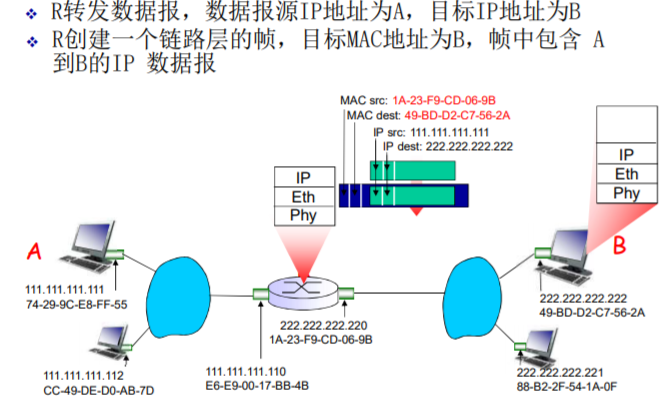 R转发数据报，数据报源IP地址为A，目标IP地址为B
R创建一个链路层的帧，目标MAC地址为B，帧中包含 A
到B的IP 数据报
MAC src: 1A-23-F9-CD-06-9B
MAC dest: 49-BD-D2-C7-56-2A
IP src: 111.111.111.111
IP dest: 222.222.222.222
IP
Eth
Phy
IP
Eth
Phy
A
B
111.111.111.111
74-29-9C-E8-FF-55
222.222.222.222
49-BD-D2-C7-56-2A
222.222.222.220
1A-23-F9-CD-06-9B
111.111.111.112
CC-49-DE-D0-AB-7D
111.111.111.110
E6-E9-00-17-BB-4B
222.222.222.221
88-B2-2F-54-1A-0F